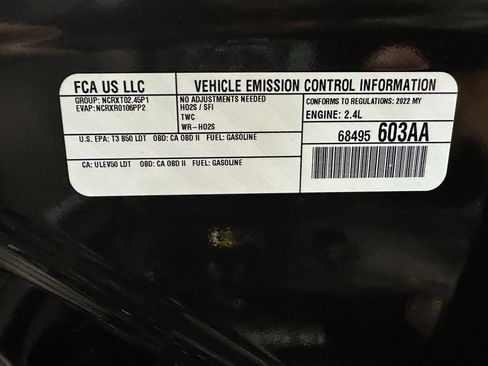 FCA US LLC
VEHICLE EMISSION CONTROL INFORMATION
GROUP: NCRXT02.45P1
EVAP: NCRXR0106PP2
NO ADJUSTMENTS NEEDED
HO2S / SFI
TWC
WR-HO2S
CONFORMS TO REGULATIONS: 2022 MY
ENGINE: 2.4L
U.S. EPA: T3 B50 LDT OBD: CA OBD II FUEL: GASOLINE
CA: ULEV50 LDT OBD: CA OBD II FUEL: GASOLINE
68495 603AA